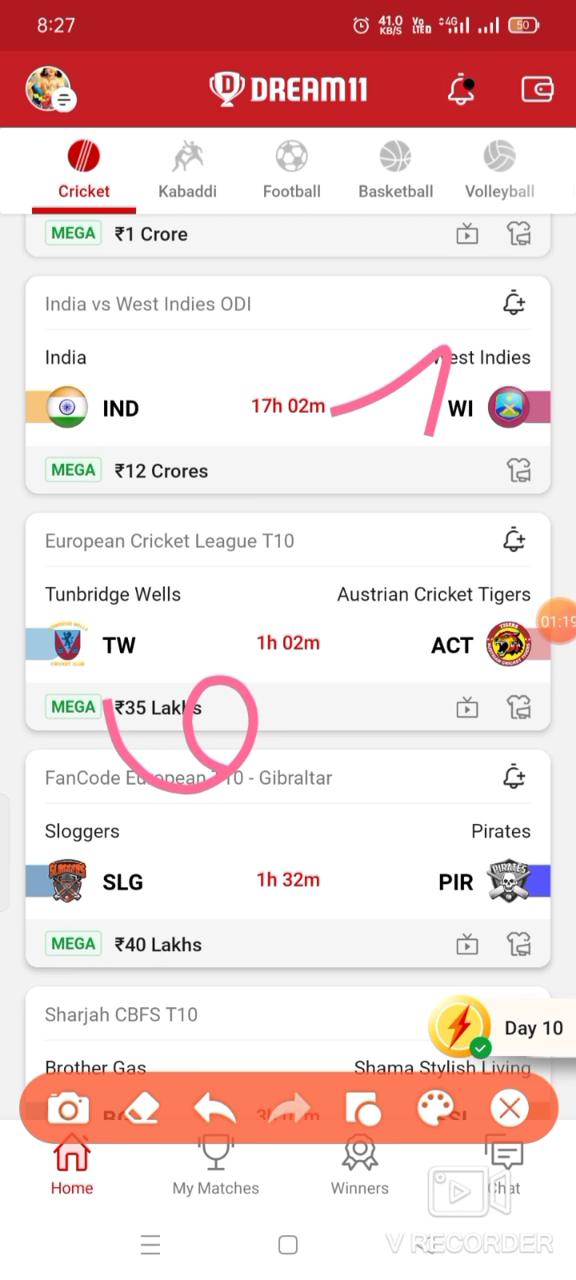 8:27 41.0 KB/S Vo LTED 4G 50
DREAM11
Cricket Kabaddi Football Basketball Volleyball
MEGA ₹1 Crore
India vs West Indies ODI
India West Indies
IND 17h 02m WI
MEGA ₹12 Crores
European Cricket League T10
Tunbridge Wells Austrian Cricket Tigers
01:19
TW 1h 02m ACT
MEGA ₹35 Lakhs
FanCode European T10 - Gibraltar
Sloggers Pirates
SLG 1h 32m PIR
MEGA ₹40 Lakhs
Sharjah CBFS T10
Day 10
Brother Gas Shama Stylish Living
Home My Matches Winners Chat
V RECORDER